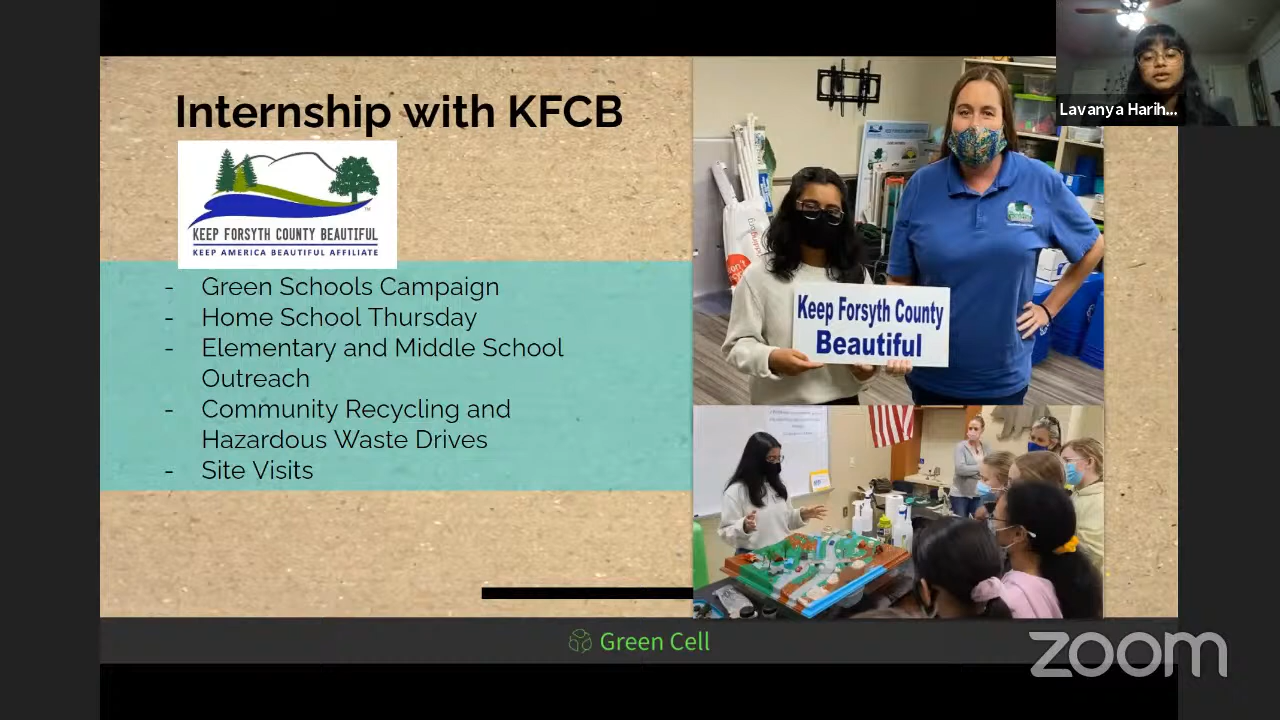 Internship with KFCB
KEEP FORSYTH COUNTY BEAUTIFUL
KEEP AMERICA BEAUTIFUL AFFILIATE
- Green Schools Campaign
- Home School Thursday
- Elementary and Middle School
Outreach
- Community Recycling and
Hazardous Waste Drives
- Site Visits
Keep Forsyth County
Beautiful
Lavanya Harih...
Green Cell
zoom